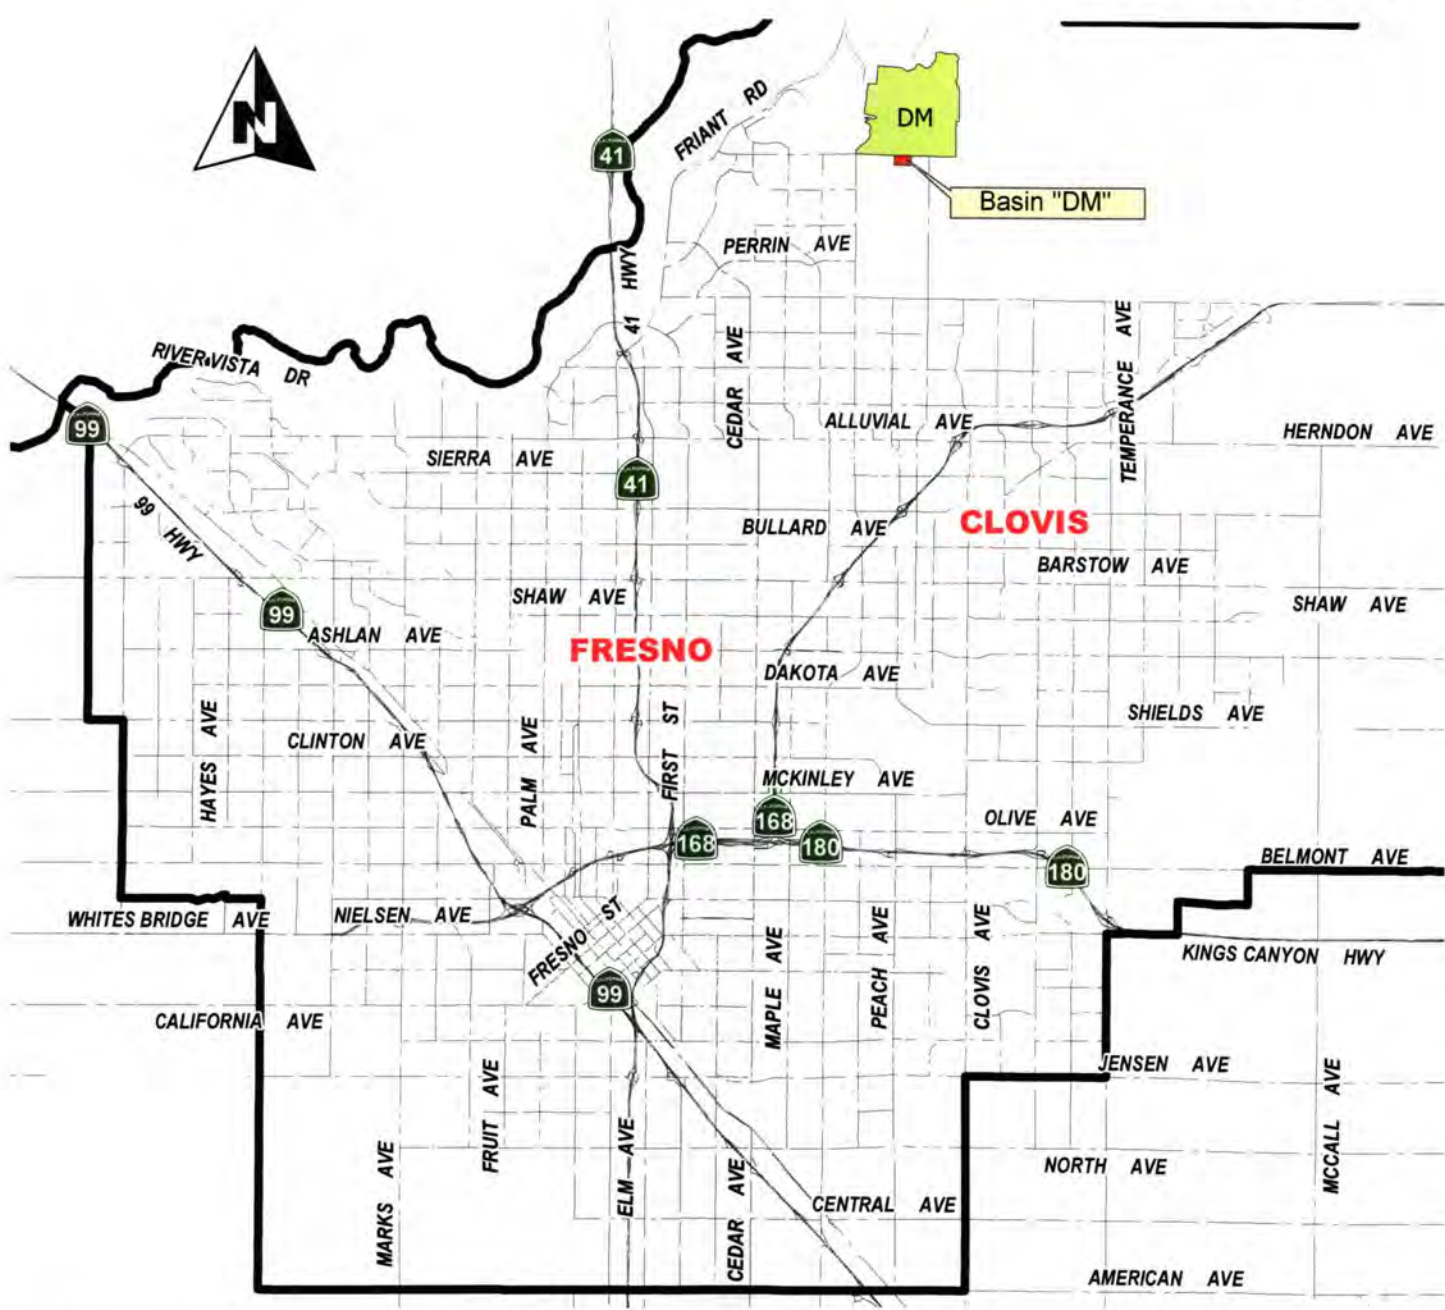 N
41
FRIANT RD
DM
Basin "DM"
PERRIN AVE
41 HWY
RIVER VISTA DR
CEDAR AVE
TEMPERANCE AVE
99
ALLUVIAL AVE
HERNDON AVE
SIERRA AVE
41
99 HWY
BULLARD AVE
CLOVIS
BARSTOW AVE
99
SHAW AVE
SHAW AVE
ASHLAN AVE
FRESNO
DAKOTA AVE
HAYES AVE
CLINTON AVE
PALM AVE
FIRST ST
SHIELDS AVE
MCKINLEY AVE
168
168
180
OLIVE AVE
180
BELMONT AVE
WHITES BRIDGE AVE
NIELSEN AVE
FRESNO ST
MAPLE AVE
PEACH AVE
CLOVIS AVE
KINGS CANYON HWY
99
CALIFORNIA AVE
JENSEN AVE
MARKS AVE
FRUIT AVE
ELM AVE
CEDAR AVE
CENTRAL AVE
NORTH AVE
MCCALL AVE
AMERICAN AVE